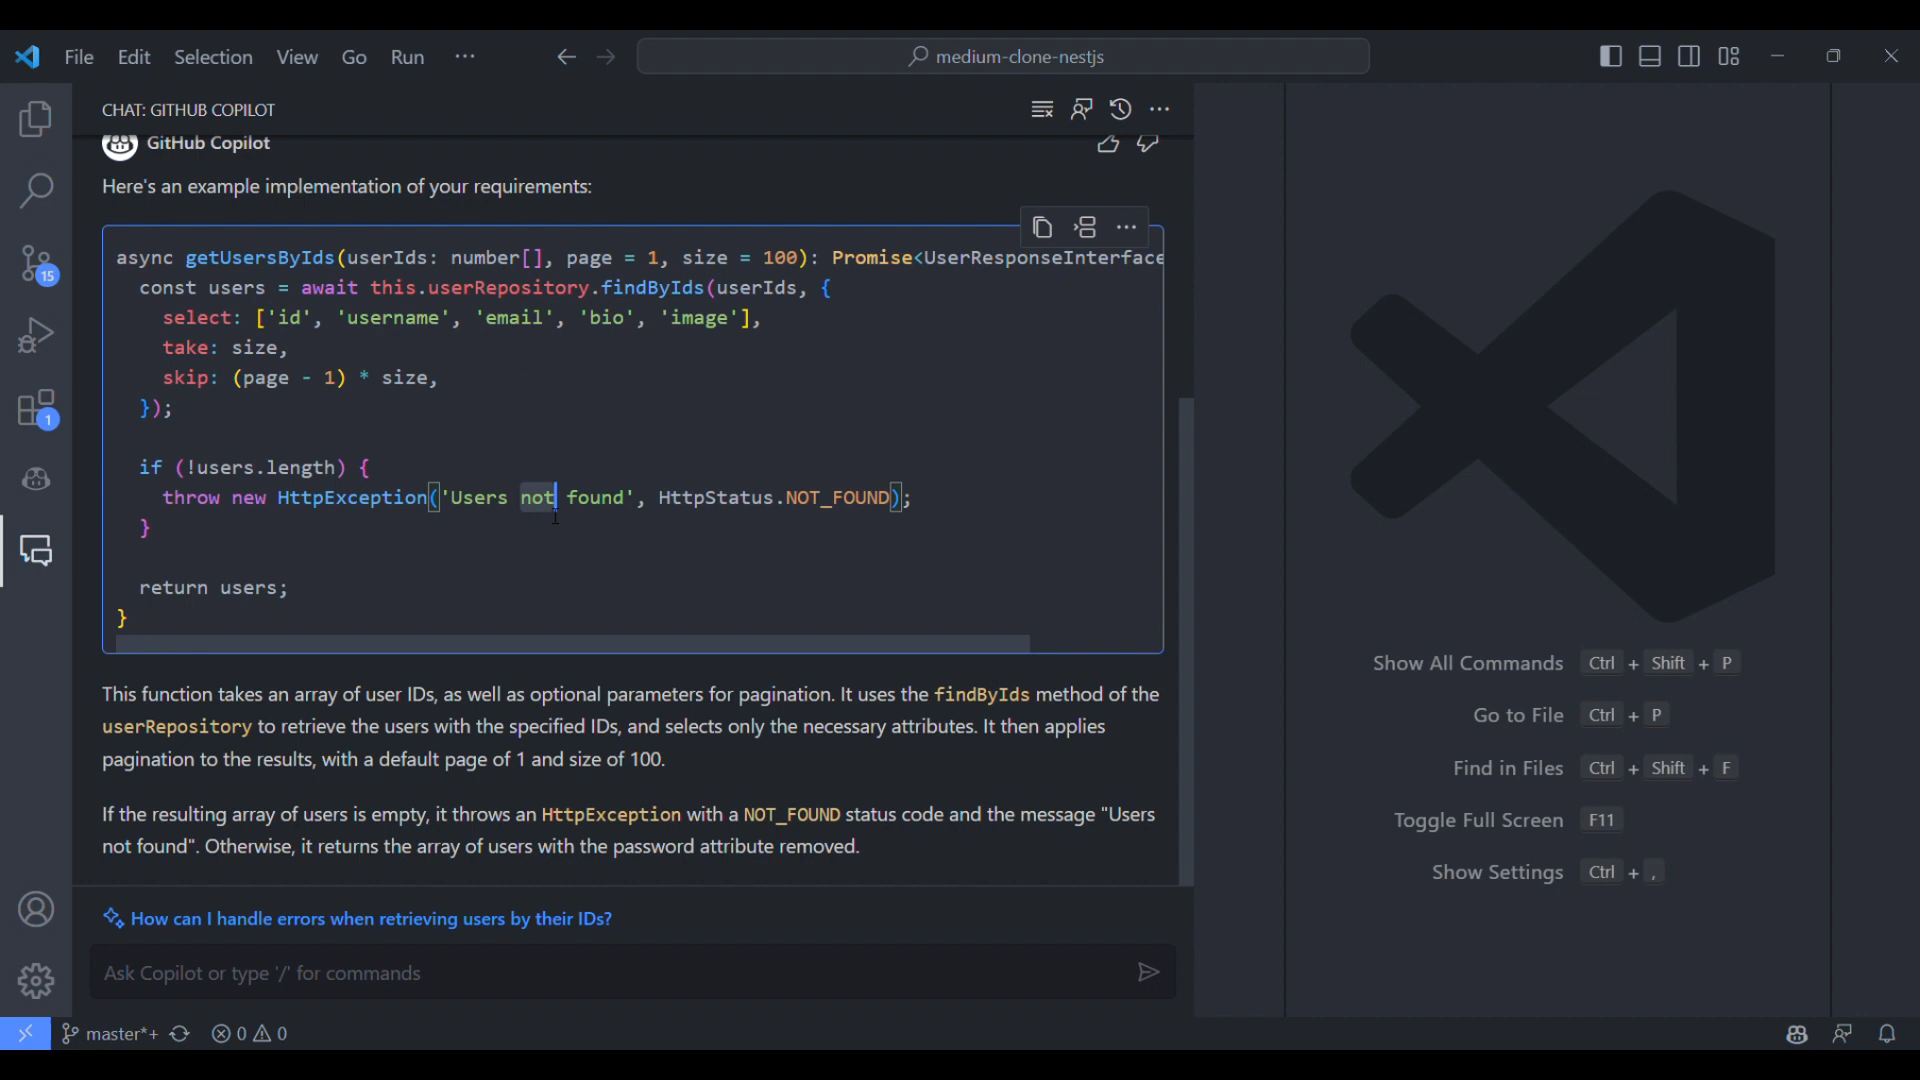 File Edit Selection View Go Run ···
medium-clone-nestjs
CHAT: GITHUB COPILOT
GitHub Copilot
Here's an example implementation of your requirements:
async getUsersByIds(userIds: number[], page = 1, size = 100): Promise<UserResponseInterface
const users = await this.userRepository.findByIds(userIds, {
select: ['id', 'username', 'email', 'bio', 'image'],
take: size,
skip: (page - 1) * size,
});
if (!users.length) {
throw new HttpException('Users not found', HttpStatus.NOT_FOUND);
}
return users;
}
This function takes an array of user IDs, as well as optional parameters for pagination. It uses the findByIds method of the
userRepository to retrieve the users with the specified IDs, and selects only the necessary attributes. It then applies
pagination to the results, with a default page of 1 and size of 100.
If the resulting array of users is empty, it throws an HttpException with a NOT_FOUND status code and the message "Users
not found". Otherwise, it returns the array of users with the password attribute removed.
How can I handle errors when retrieving users by their IDs?
Ask Copilot or type '/' for commands
15
1
Show All Commands Ctrl + Shift + P
Go to File Ctrl + P
Find in Files Ctrl + Shift + F
Toggle Full Screen F11
Show Settings Ctrl + ,
master*+ 0 0